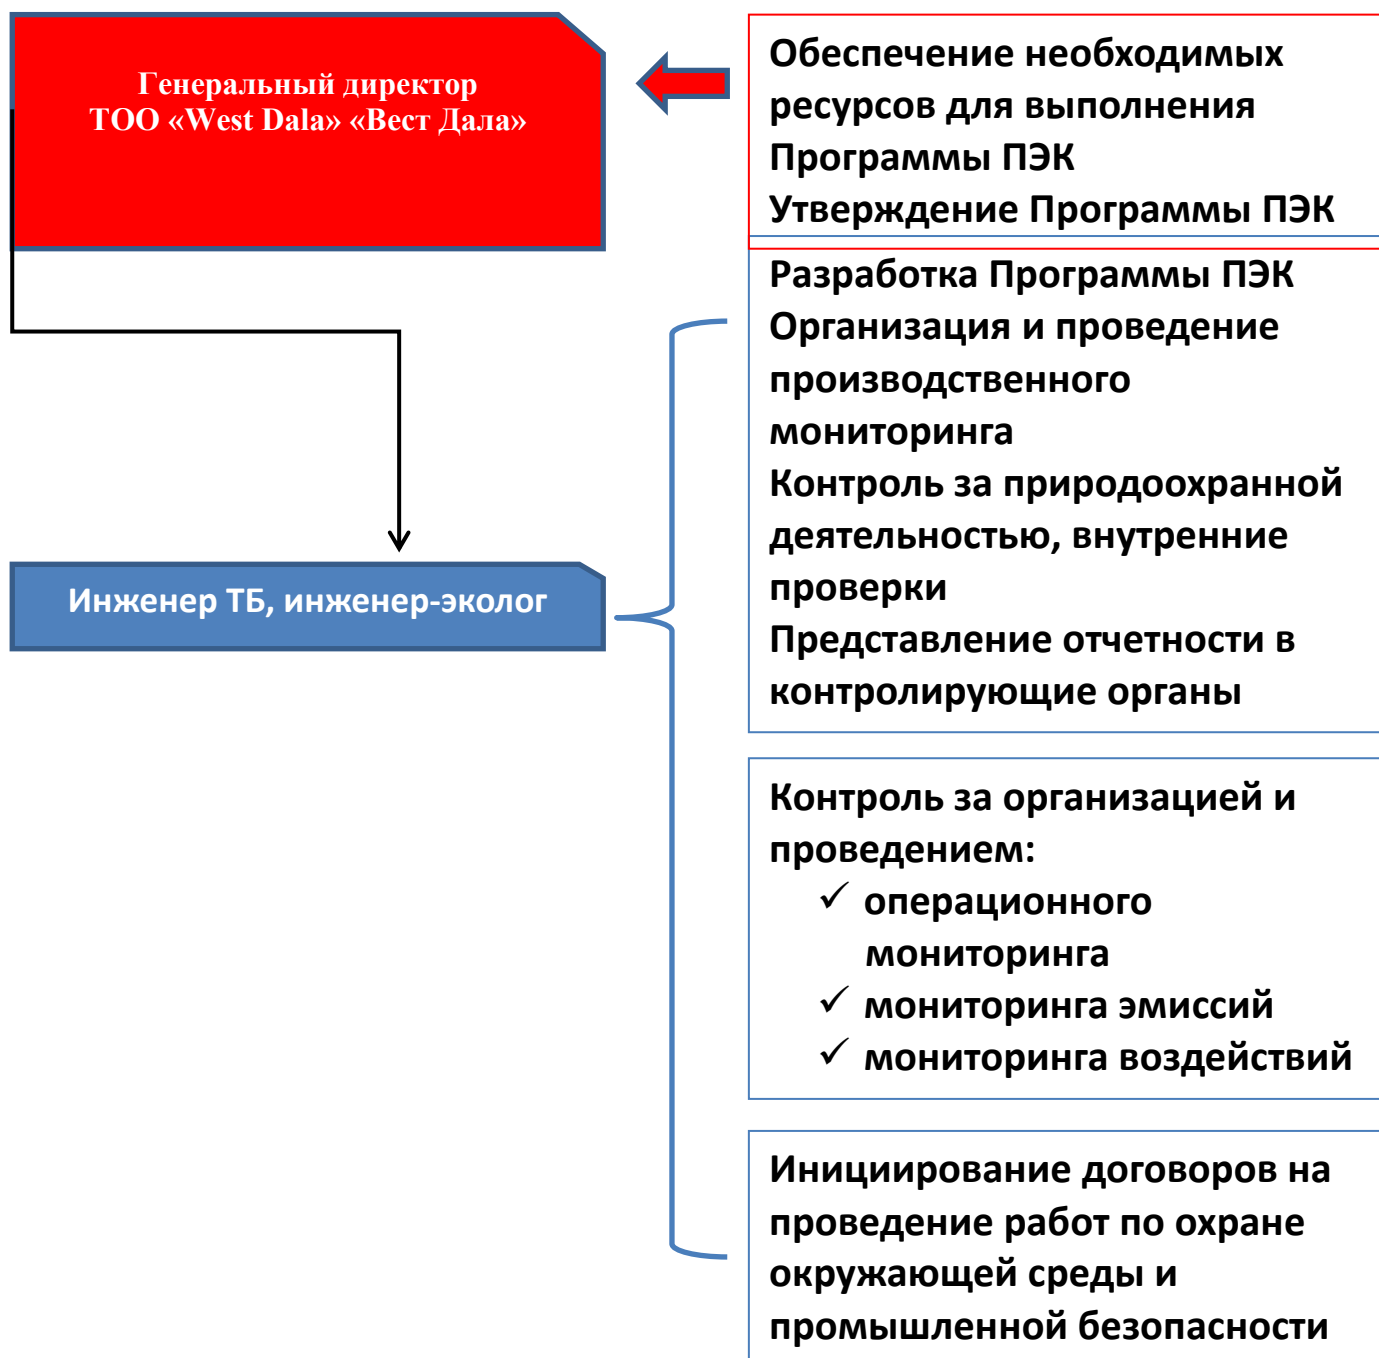 Генеральный директор
ТОО «West Dala» «Вест Дала»
Обеспечение необходимых
ресурсов для выполнения
Программы ПЭК
Утверждение Программы ПЭК
Разработка Программы ПЭК
Организация и проведение
производственного
мониторинга
Контроль за природоохранной
деятельностью, внутренние
проверки
Представление отчетности в
контролирующие органы
Инженер ТБ, инженер-эколог
Контроль за организацией и
проведением:
✓ операционного
мониторинга
✓ мониторинга эмиссий
✓ мониторинга воздействий
Инициирование договоров на
проведение работ по охране
окружающей среды и
промышленной безопасности